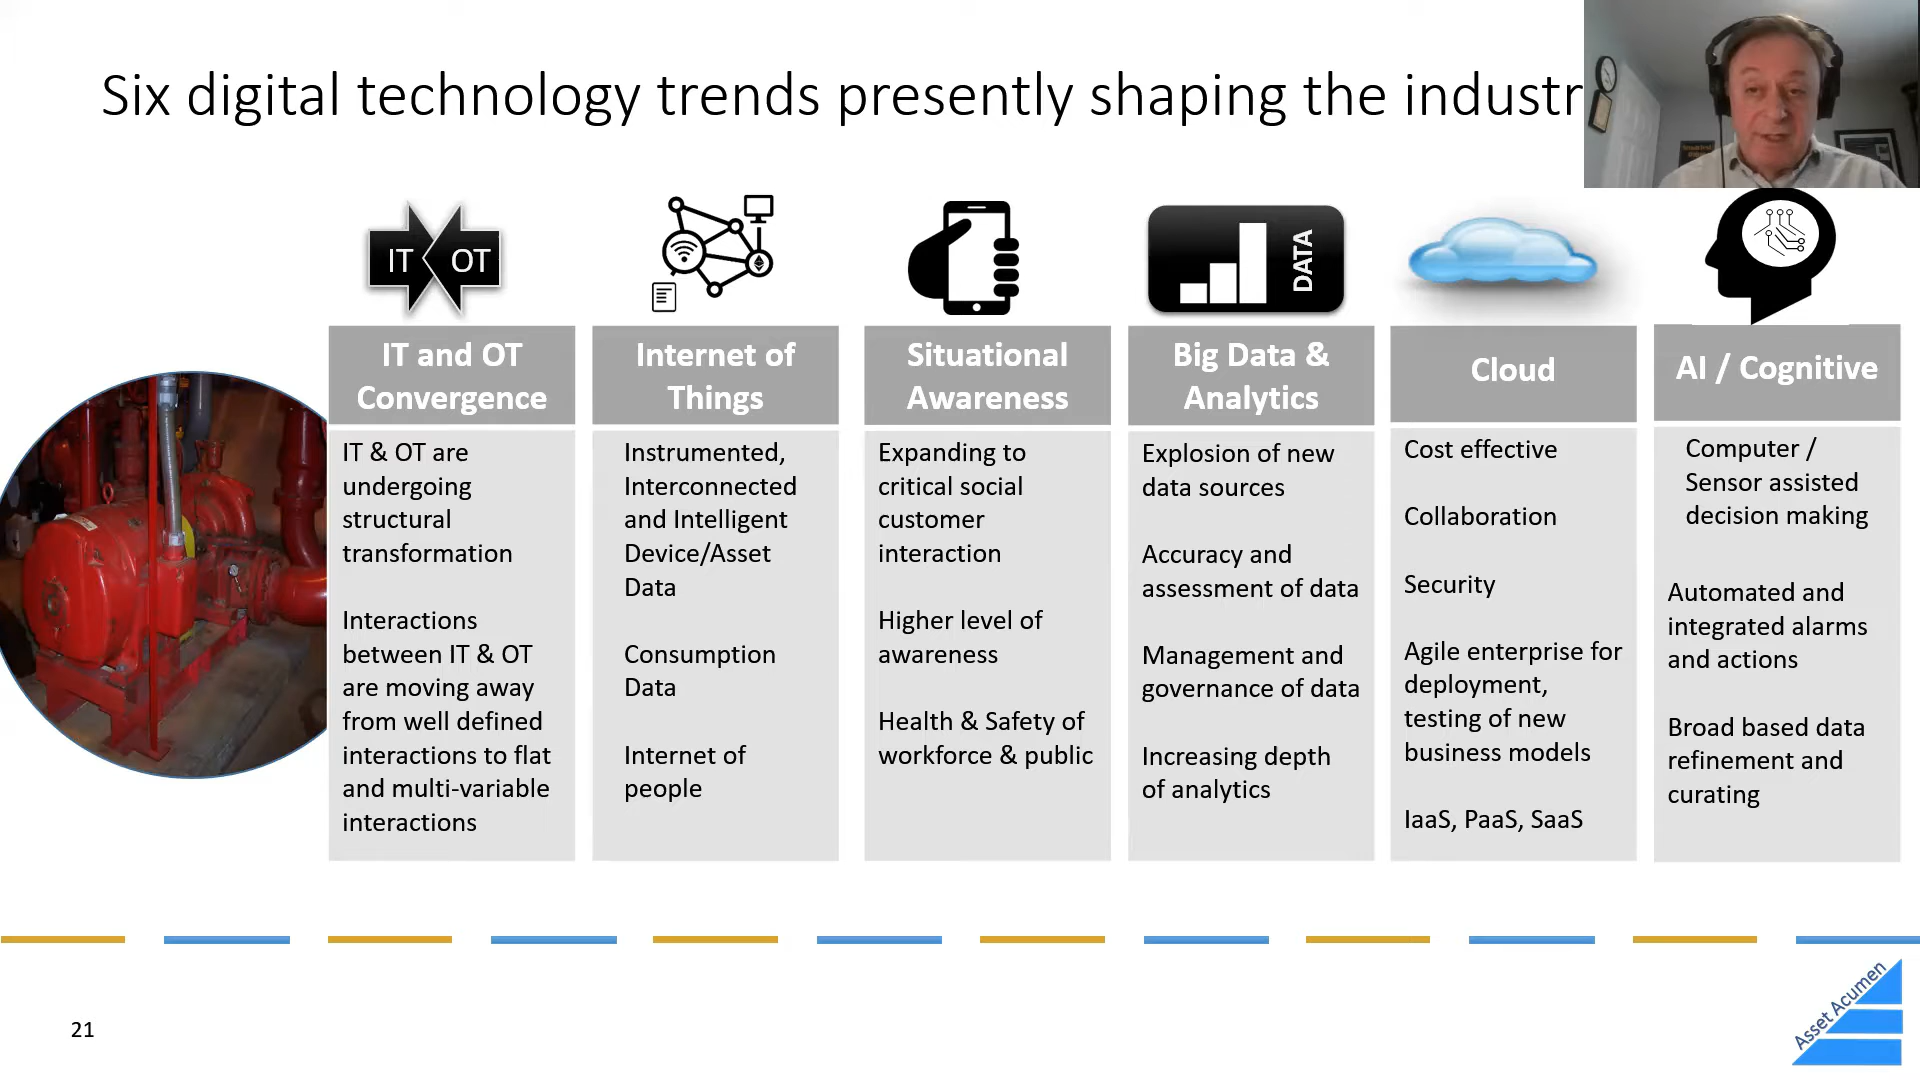 Six digital technology trends presently shaping the industr
IT OT
DATA
IT and OT
Convergence
IT & OT are
undergoing
structural
transformation
Interactions
between IT & OT
are moving away
from well defined
interactions to flat
and multi-variable
interactions
Internet of
Things
Instrumented,
Interconnected
and Intelligent
Device/Asset
Data
Consumption
Data
Internet of
people
Situational
Awareness
Expanding to
critical social
customer
interaction
Higher level of
awareness
Health & Safety of
workforce & public
Big Data &
Analytics
Explosion of new
data sources
Accuracy and
assessment of data
Management and
governance of data
Increasing depth
of analytics
Cloud
Cost effective
Collaboration
Security
Agile enterprise for
deployment,
testing of new
business models
IaaS, PaaS, SaaS
AI / Cognitive
Computer /
Sensor assisted
decision making
Automated and
integrated alarms
and actions
Broad based data
refinement and
curating
21
Asset Acumen